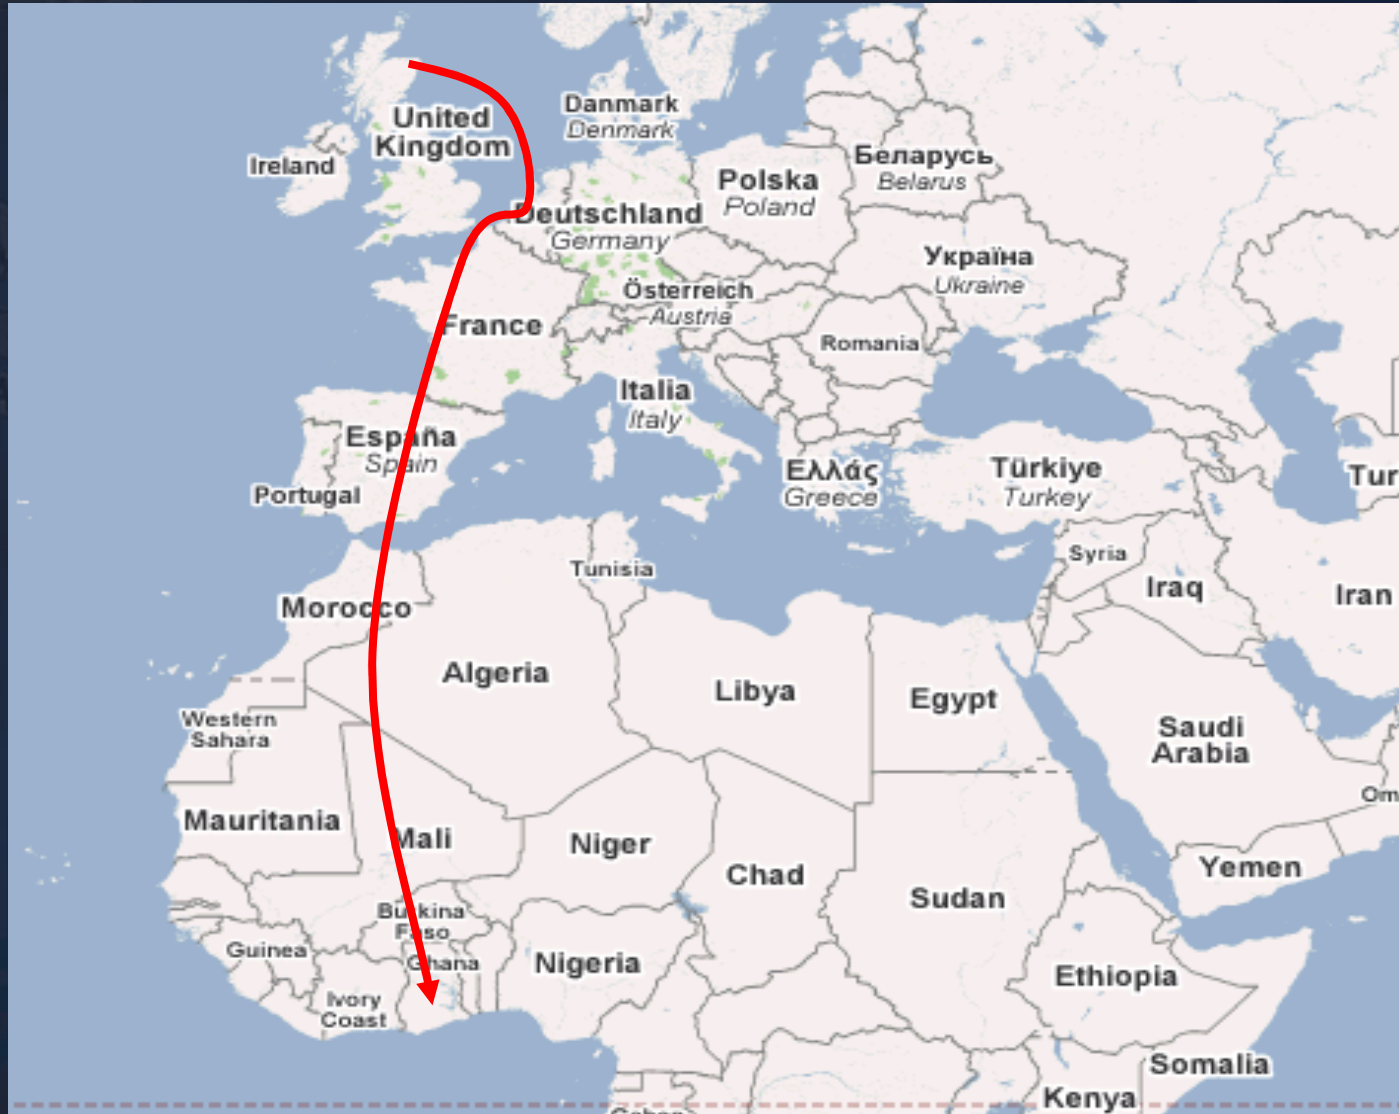 Danmark
Denmark
United
Kingdom
Ireland
Беларусь
Belarus
Polska
Poland
Deutschland
Germany
Україна
Ukraine
Österreich
Austria
France
Romania
Italia
Italy
España
Spain
Portugal
Ελλάς
Greece
Türkiye
Turkey
Tur
Syria
Iraq
Iran
Tunisia
Morocco
Algeria
Libya
Egypt
Western
Sahara
Saudi
Arabia
Om
Mauritania
Mali
Niger
Chad
Sudan
Yemen
Burkina
Faso
Guinea
Ghana
Nigeria
Ethiopia
Ivory
Coast
Somalia
Kenya